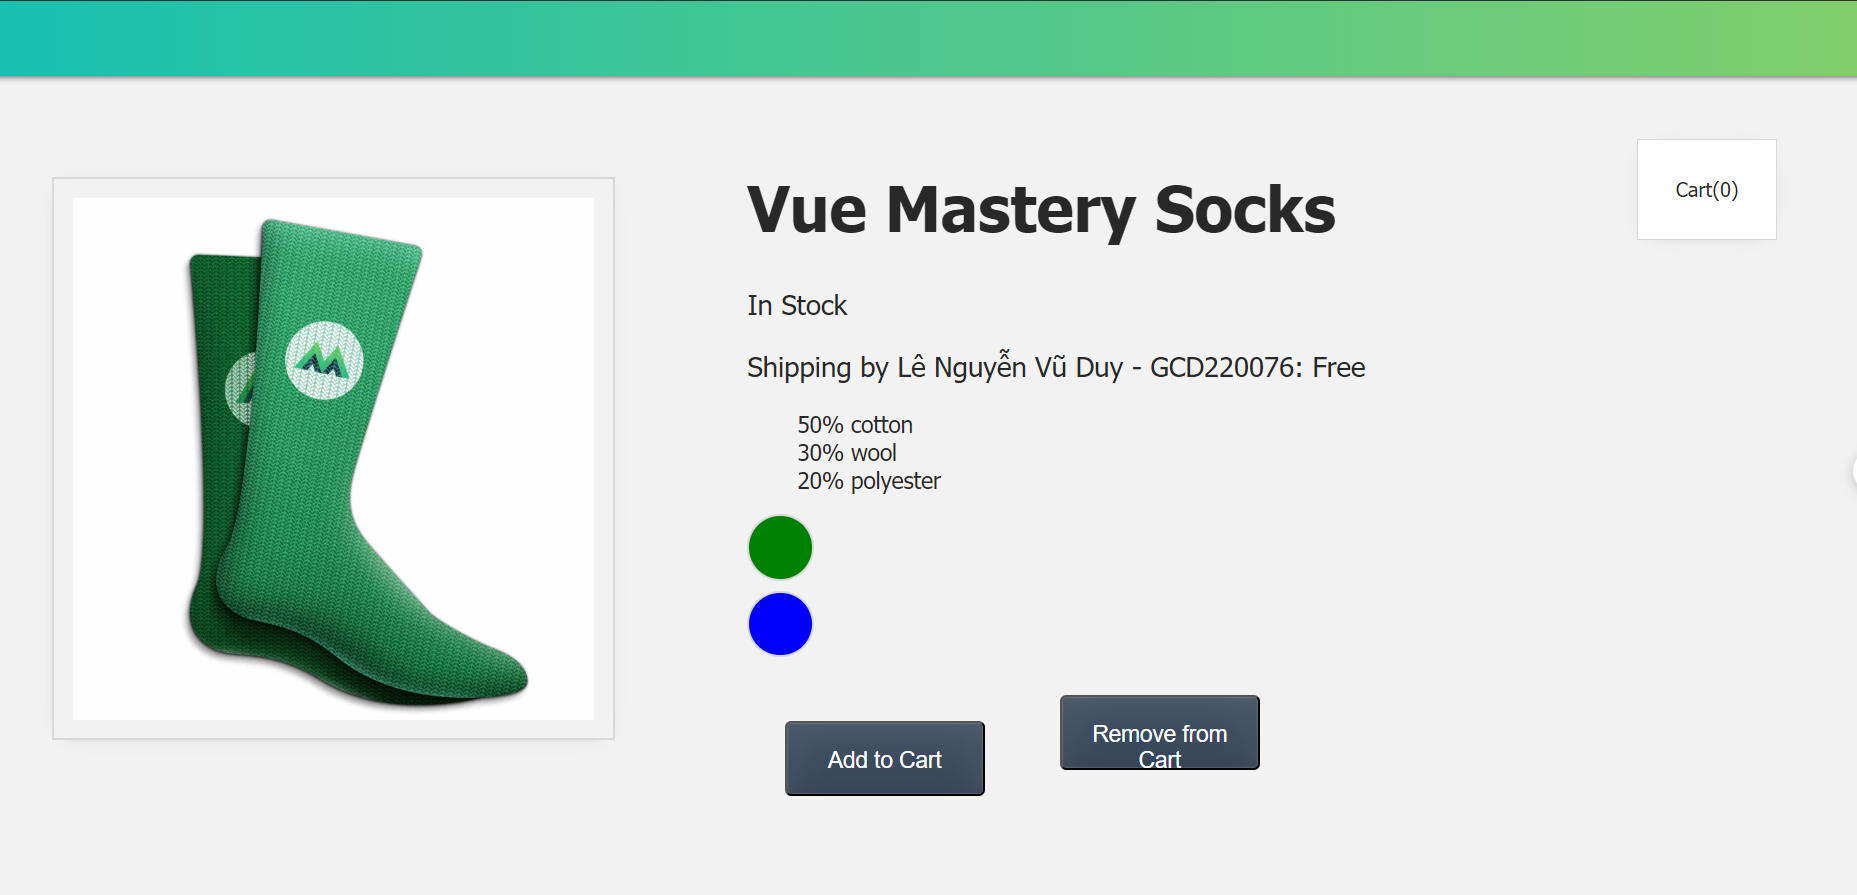 Vue Mastery Socks
Cart(0)
In Stock
Shipping by Lê Nguyễn Vũ Duy - GCD220076: Free
50% cotton
30% wool
20% polyester
Add to Cart
Remove from
Cart